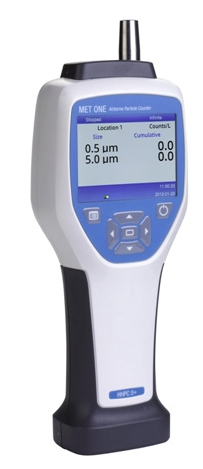 MET ONE Airborne Particle Counter
Stopped Infinite
Location 1 Counts/L
Size Cumulative
0.5 µm 0.0
5.0 µm 0.0
HHPC 2+